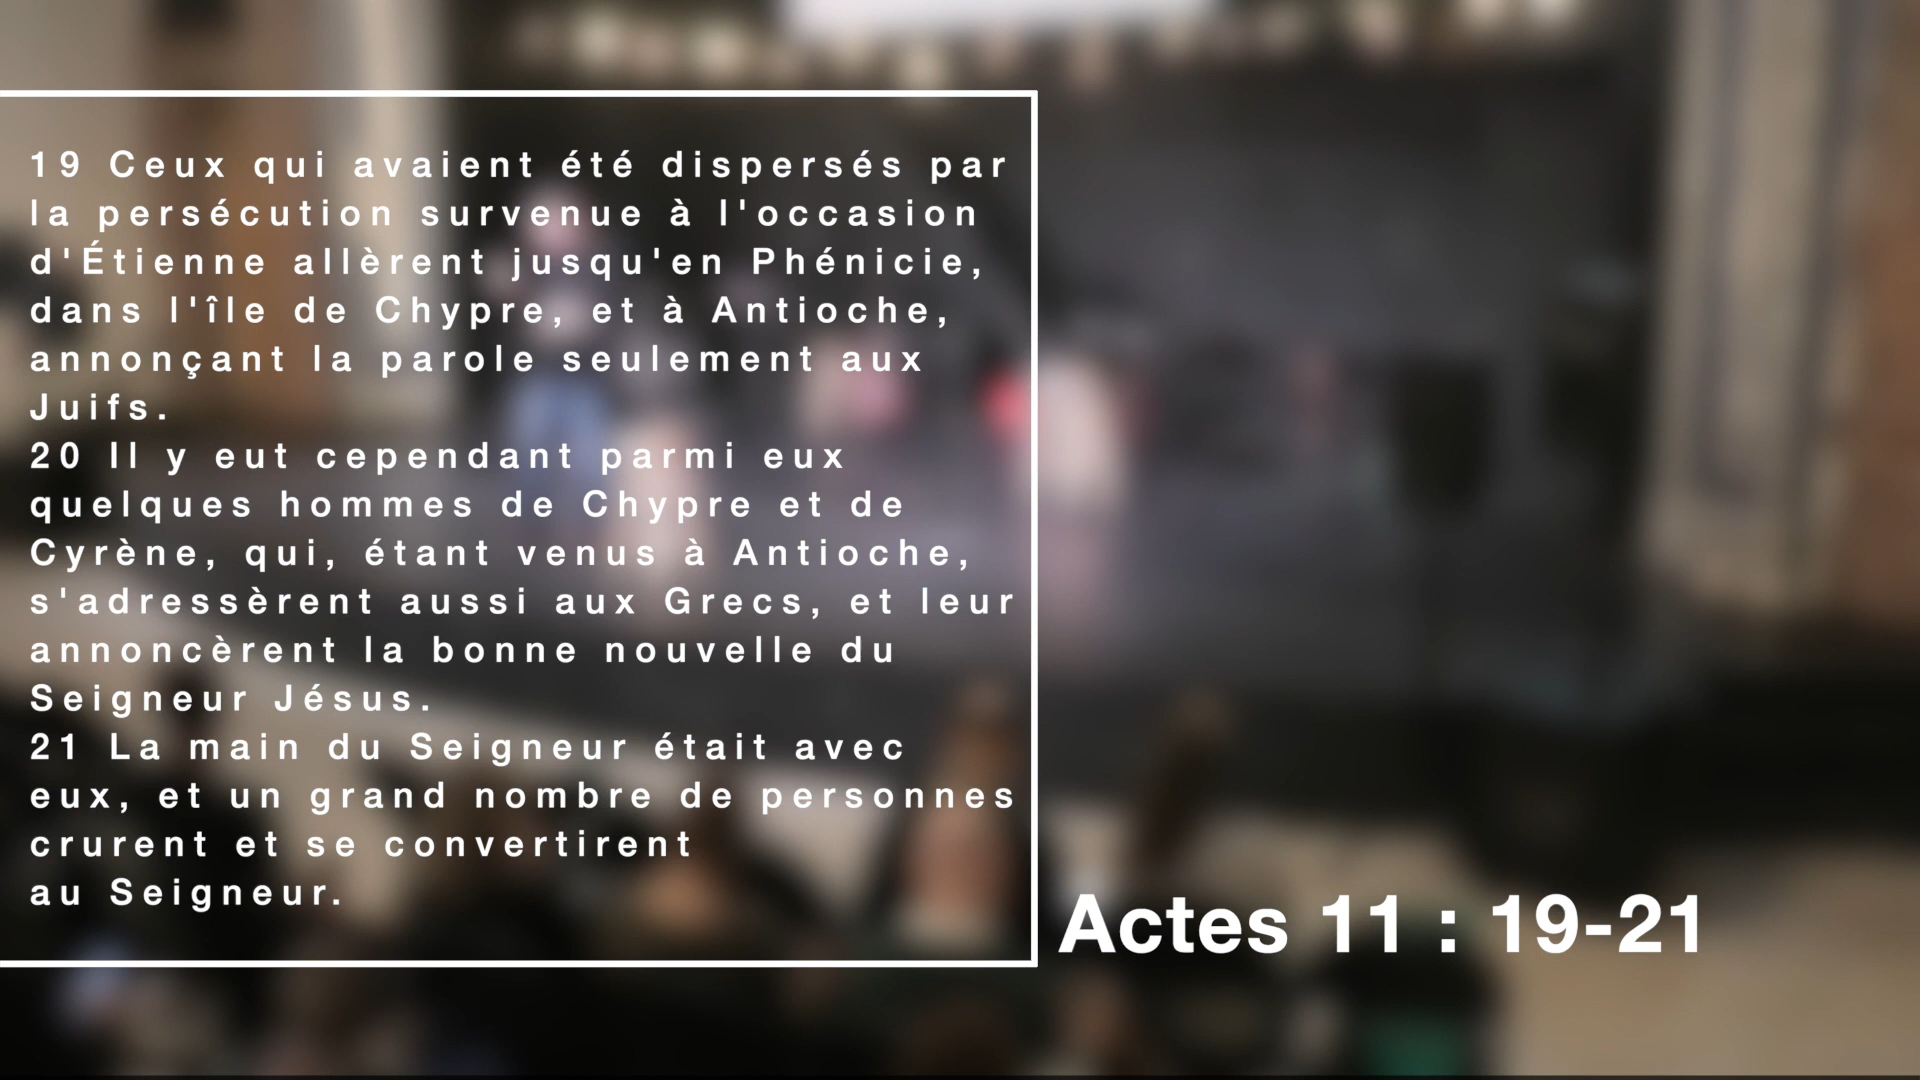 19 Ceux qui avaient été dispersés par
la persécution survenue à l'occasion
d'Étienne allèrent jusqu'en Phénicie,
dans l'île de Chypre, et à Antioche,
annonçant la parole seulement aux
Juifs.
20 Il y eut cependant parmi eux
quelques hommes de Chypre et de
Cyrène, qui, étant venus à Antioche,
s'adressèrent aussi aux Grecs, et leur
annoncèrent la bonne nouvelle du
Seigneur Jésus.
21 La main du Seigneur était avec
eux, et un grand nombre de personnes
crurent et se convertirent
au Seigneur.
Actes 11 : 19-21